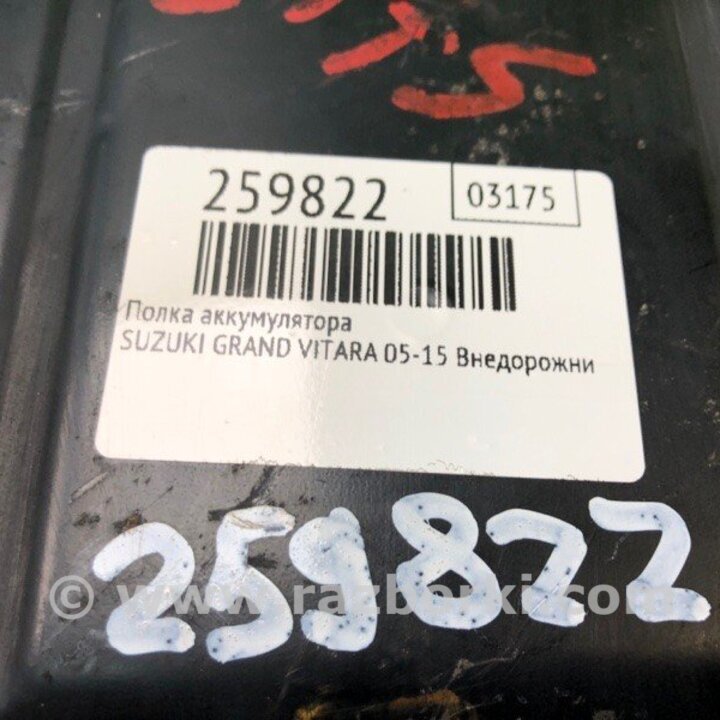 259822 03175
Полка аккумулятора
SUZUKI GRAND VITARA 05-15 Внедорожни
259822
© www.razborki.com